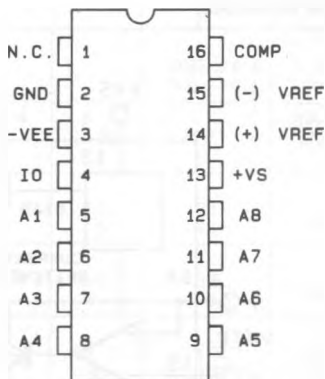 N.C. 1 16 COMP
GND 2 15 (-) VREF
-VEE 3 14 (+) VREF
IO 4 13 +VS
A1 5 12 A8
A2 6 11 A7
A3 7 10 A6
A4 8 9 A5